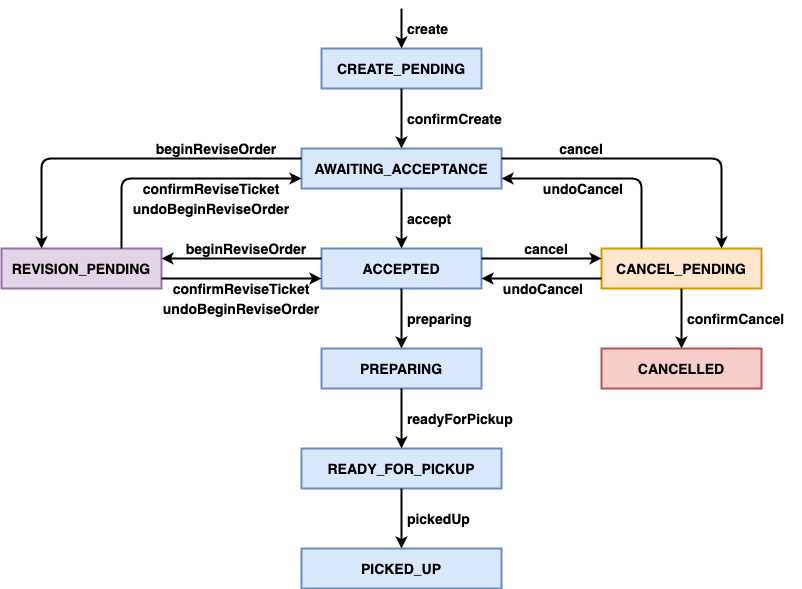 create
CREATE_PENDING
confirmCreate
beginReviseOrder
cancel
AWAITING_ACCEPTANCE
confirmReviseTicket
undoBeginReviseOrder
undoCancel
accept
beginReviseOrder
cancel
REVISION_PENDING
ACCEPTED
CANCEL_PENDING
confirmReviseTicket
undoBeginReviseOrder
undoCancel
preparing
confirmCancel
PREPARING
CANCELLED
readyForPickup
READY_FOR_PICKUP
pickedUp
PICKED_UP